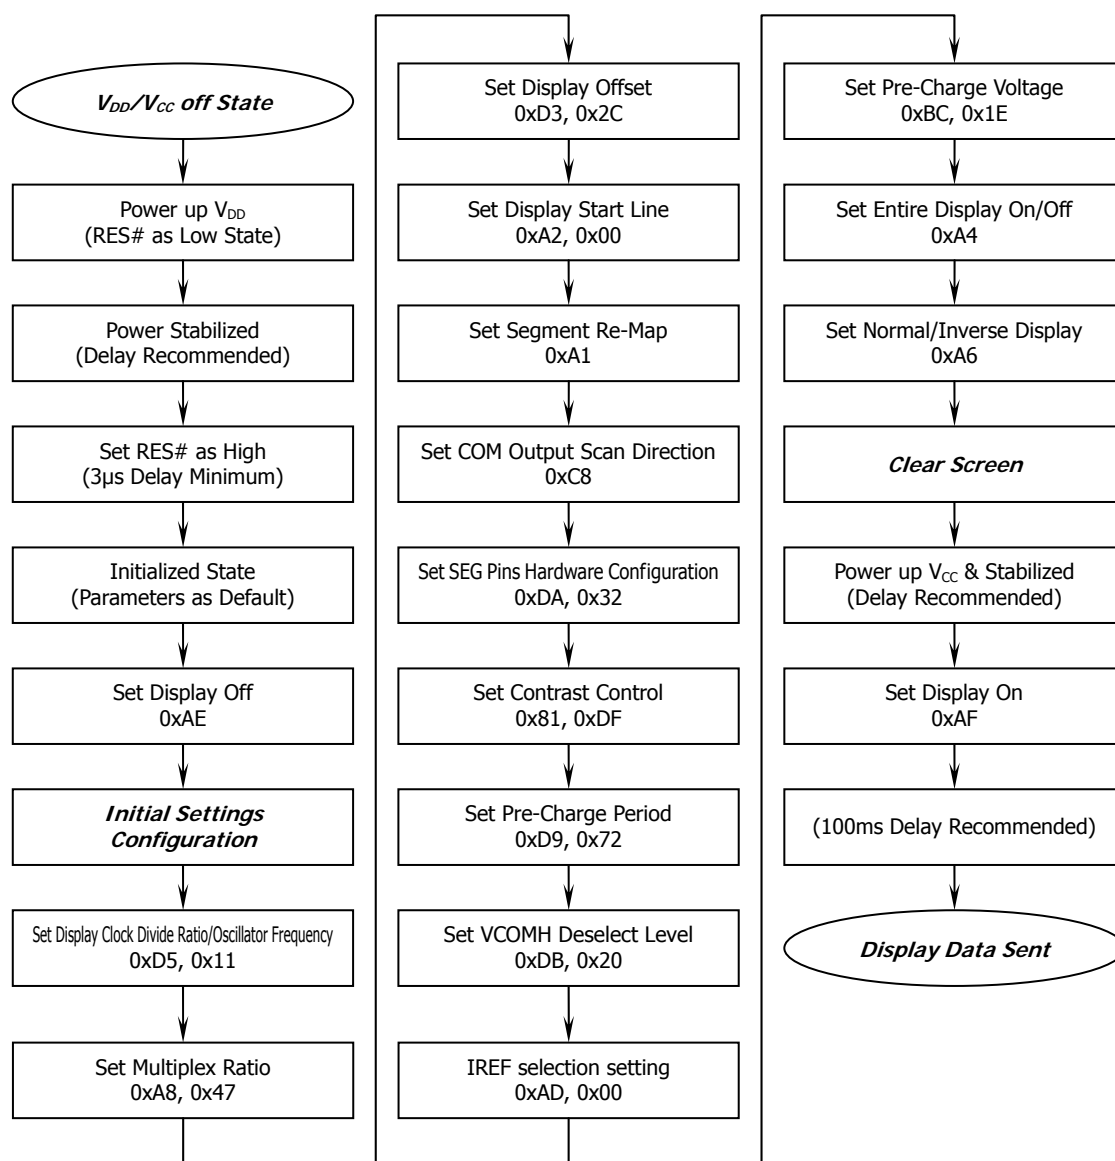 V_DD/V_CC off State
Power up V_DD
(RES# as Low State)
Power Stabilized
(Delay Recommended)
Set RES# as High
(3μs Delay Minimum)
Initialized State
(Parameters as Default)
Set Display Off
0xAE
Initial Settings
Configuration
Set Display Clock Divide Ratio/Oscillator Frequency
0xD5, 0x11
Set Multiplex Ratio
0xA8, 0x47
Set Display Offset
0xD3, 0x2C
Set Display Start Line
0xA2, 0x00
Set Segment Re-Map
0xA1
Set COM Output Scan Direction
0xC8
Set SEG Pins Hardware Configuration
0xDA, 0x32
Set Contrast Control
0x81, 0xDF
Set Pre-Charge Period
0xD9, 0x72
Set VCOMH Deselect Level
0xDB, 0x20
IREF selection setting
0xAD, 0x00
Set Pre-Charge Voltage
0xBC, 0x1E
Set Entire Display On/Off
0xA4
Set Normal/Inverse Display
0xA6
Clear Screen
Power up V_CC & Stabilized
(Delay Recommended)
Set Display On
0xAF
(100ms Delay Recommended)
Display Data Sent